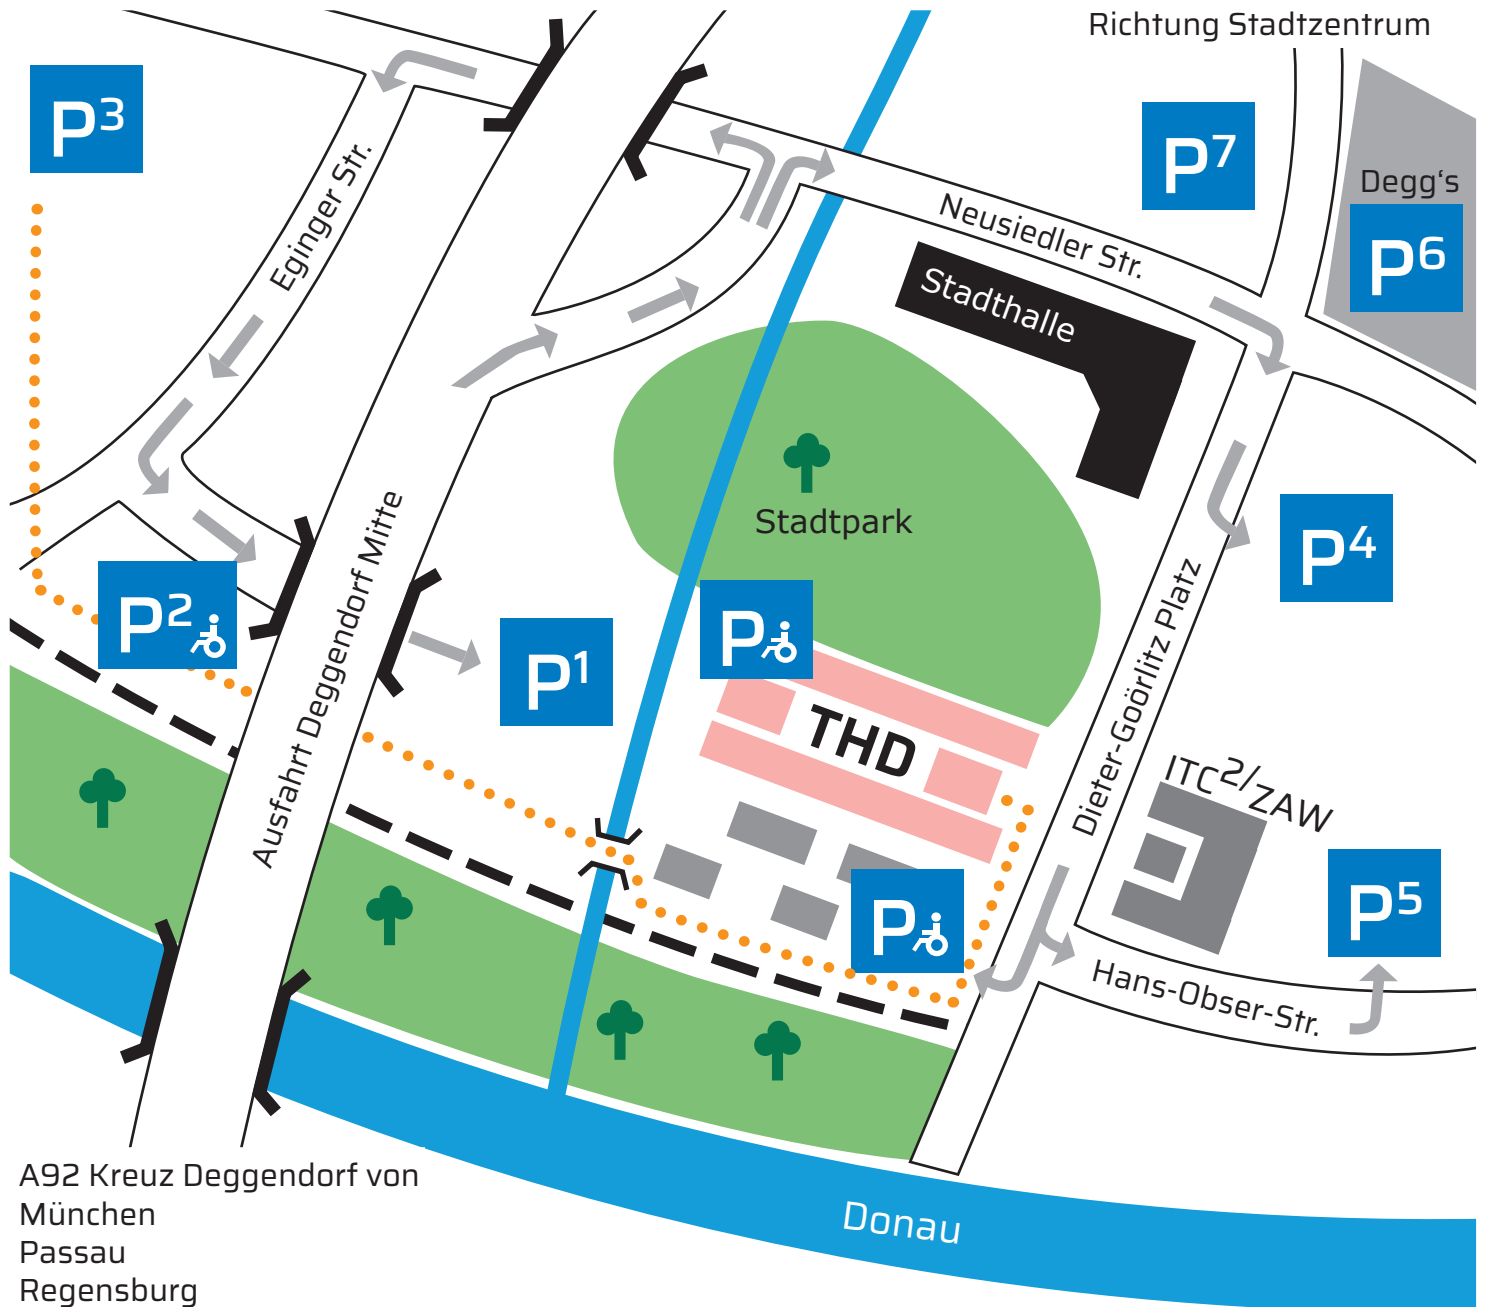 Richtung Stadtzentrum
P3
P7
Degg‘s
P6
Eginger Str.
Neusiedler Str.
Stadthalle
Stadtpark
P4
P2
P1
P
Ausfahrt Deggendorf Mitte
Dieter-Goörlitz Platz
THD
ITC2/ZAW
P5
P
Hans-Obser-Str.
A92 Kreuz Deggendorf von
München
Passau
Regensburg
Donau